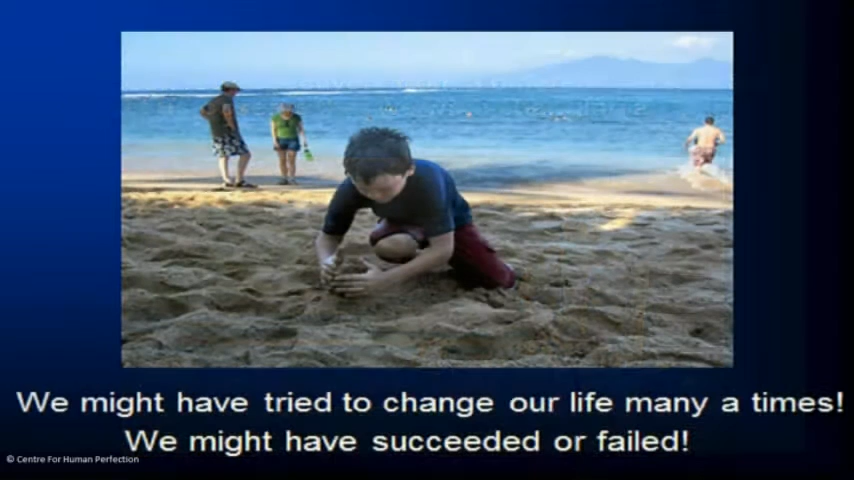 We might have tried to change our life many a times!
We might have succeeded or failed!
© Centre For Human Perfection